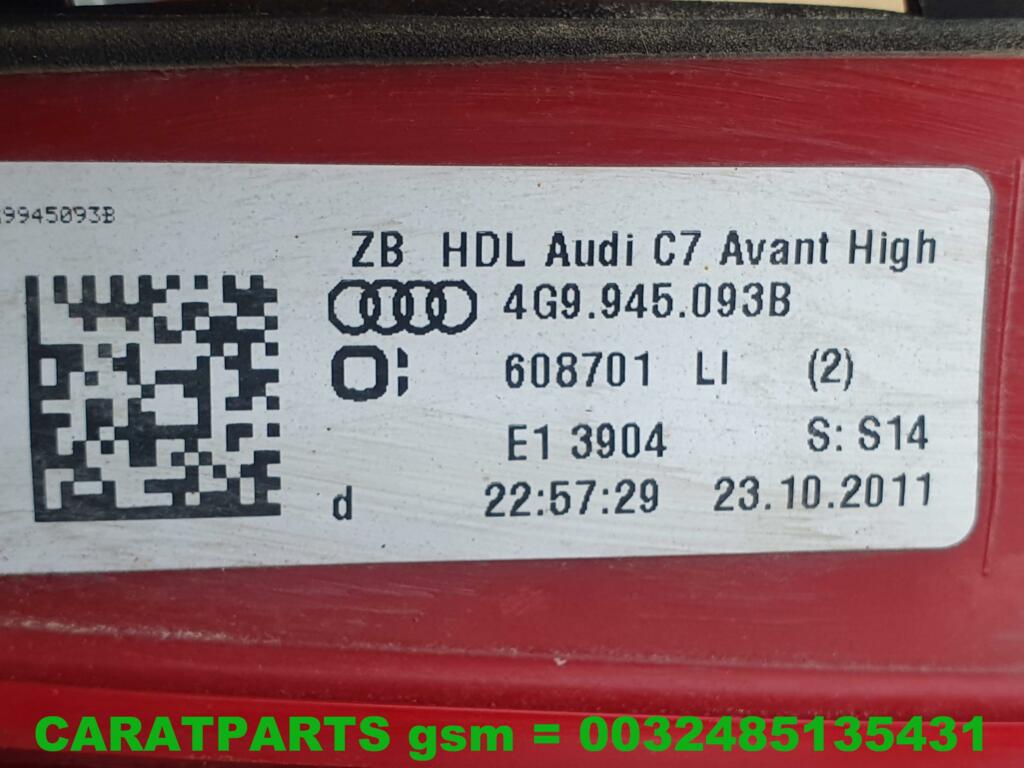 9945093B
ZB HDL Audi C7 Avant High
4G9.945.093B
608701 LI (2)
E1 3904 S: S14
d 22:57:29 23.10.2011
CARATPARTS gsm = 0032485135431